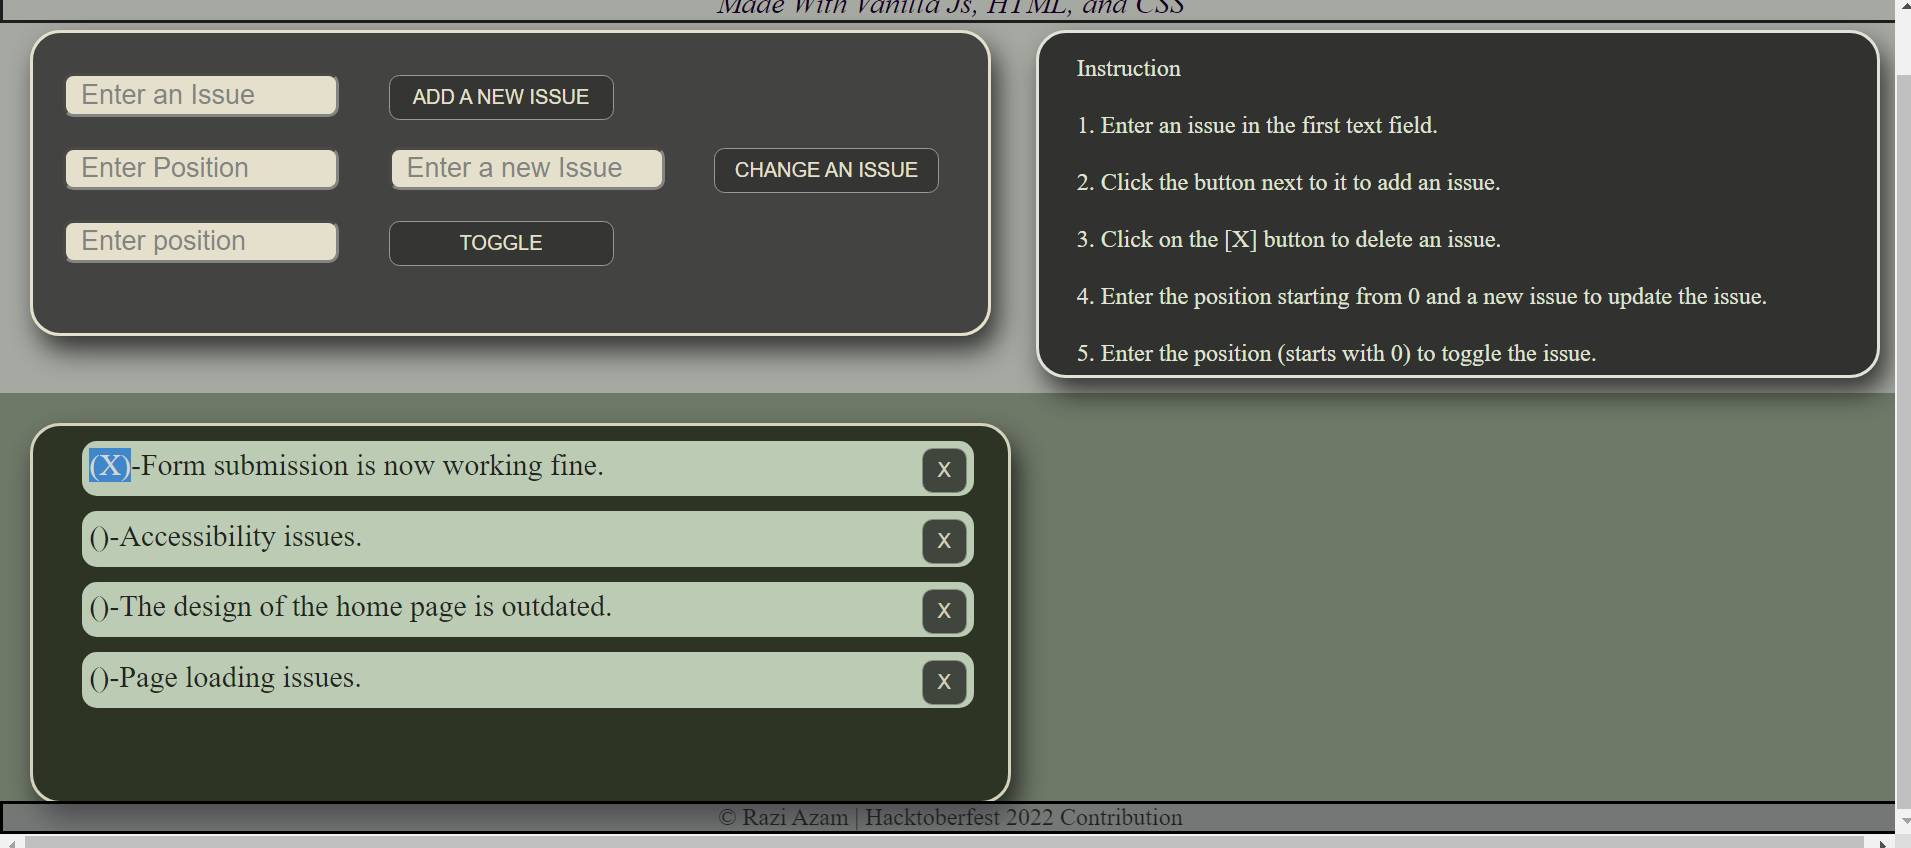 Made With Vanilla Js, HTML, and CSS
Enter an Issue
ADD A NEW ISSUE
Enter Position
Enter a new Issue
CHANGE AN ISSUE
Enter position
TOGGLE
Instruction
1. Enter an issue in the first text field.
2. Click the button next to it to add an issue.
3. Click on the [X] button to delete an issue.
4. Enter the position starting from 0 and a new issue to update the issue.
5. Enter the position (starts with 0) to toggle the issue.
(X)-Form submission is now working fine.
X
()-Accessibility issues.
X
()-The design of the home page is outdated.
X
()-Page loading issues.
X
© Razi Azam | Hacktoberfest 2022 Contribution